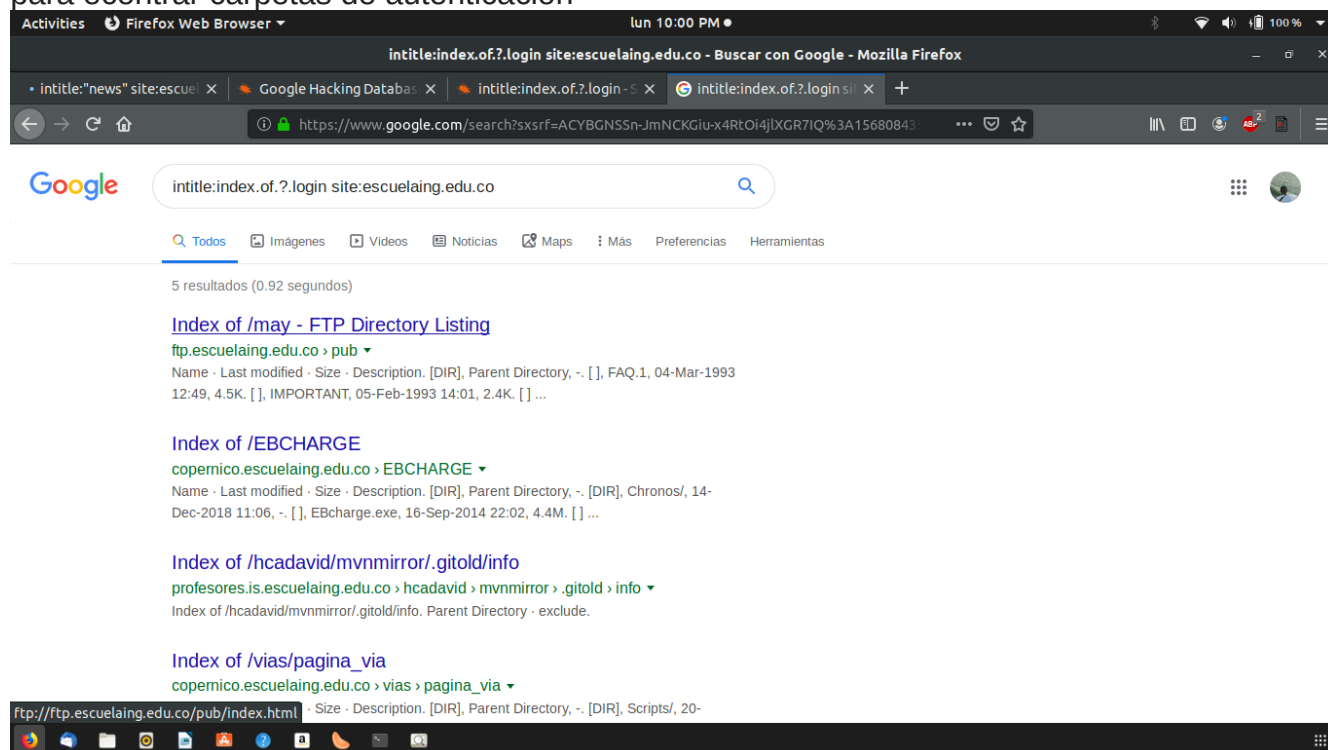 para econtrar carpetas de autenticación
Activities Firefox Web Browser lun 10:00 PM 100 %
intitle:index.of.?.login site:escuelaing.edu.co - Buscar con Google - Mozilla Firefox
intitle:"news" site:escuel Google Hacking Databas intitle:index.of.?.login - S intitle:index.of.?.login sit
https://www.google.com/search?sxsrf=ACYBGNSSn-JmNCKGiu-x4RtOi4jlXGR7IQ%3A15680843 ABP 2
Google intitle:index.of.?.login site:escuelaing.edu.co
Todos Imágenes Videos Noticias Maps Más Preferencias Herramientas
5 resultados (0.92 segundos)
Index of /may - FTP Directory Listing
ftp.escuelaing.edu.co › pub
Name · Last modified · Size · Description. [DIR], Parent Directory, -. [ ], FAQ.1, 04-Mar-1993
12:49, 4.5K. [ ], IMPORTANT, 05-Feb-1993 14:01, 2.4K. [ ] ...
Index of /EBCHARGE
copernico.escuelaing.edu.co › EBCHARGE
Name · Last modified · Size · Description. [DIR], Parent Directory, -. [DIR], Chronos/, 14-
Dec-2018 11:06, -. [ ], EBcharge.exe, 16-Sep-2014 22:02, 4.4M. [ ] ...
Index of /hcadavid/mvnmirror/.gitold/info
profesores.is.escuelaing.edu.co › hcadavid › mvnmirror › .gitold › info
Index of /hcadavid/mvnmirror/.gitold/info. Parent Directory · exclude.
Index of /vias/pagina_via
copernico.escuelaing.edu.co › vias › pagina_via
ftp://ftp.escuelaing.edu.co/pub/index.html · Size · Description. [DIR], Parent Directory, -. [DIR], Scripts/, 20-